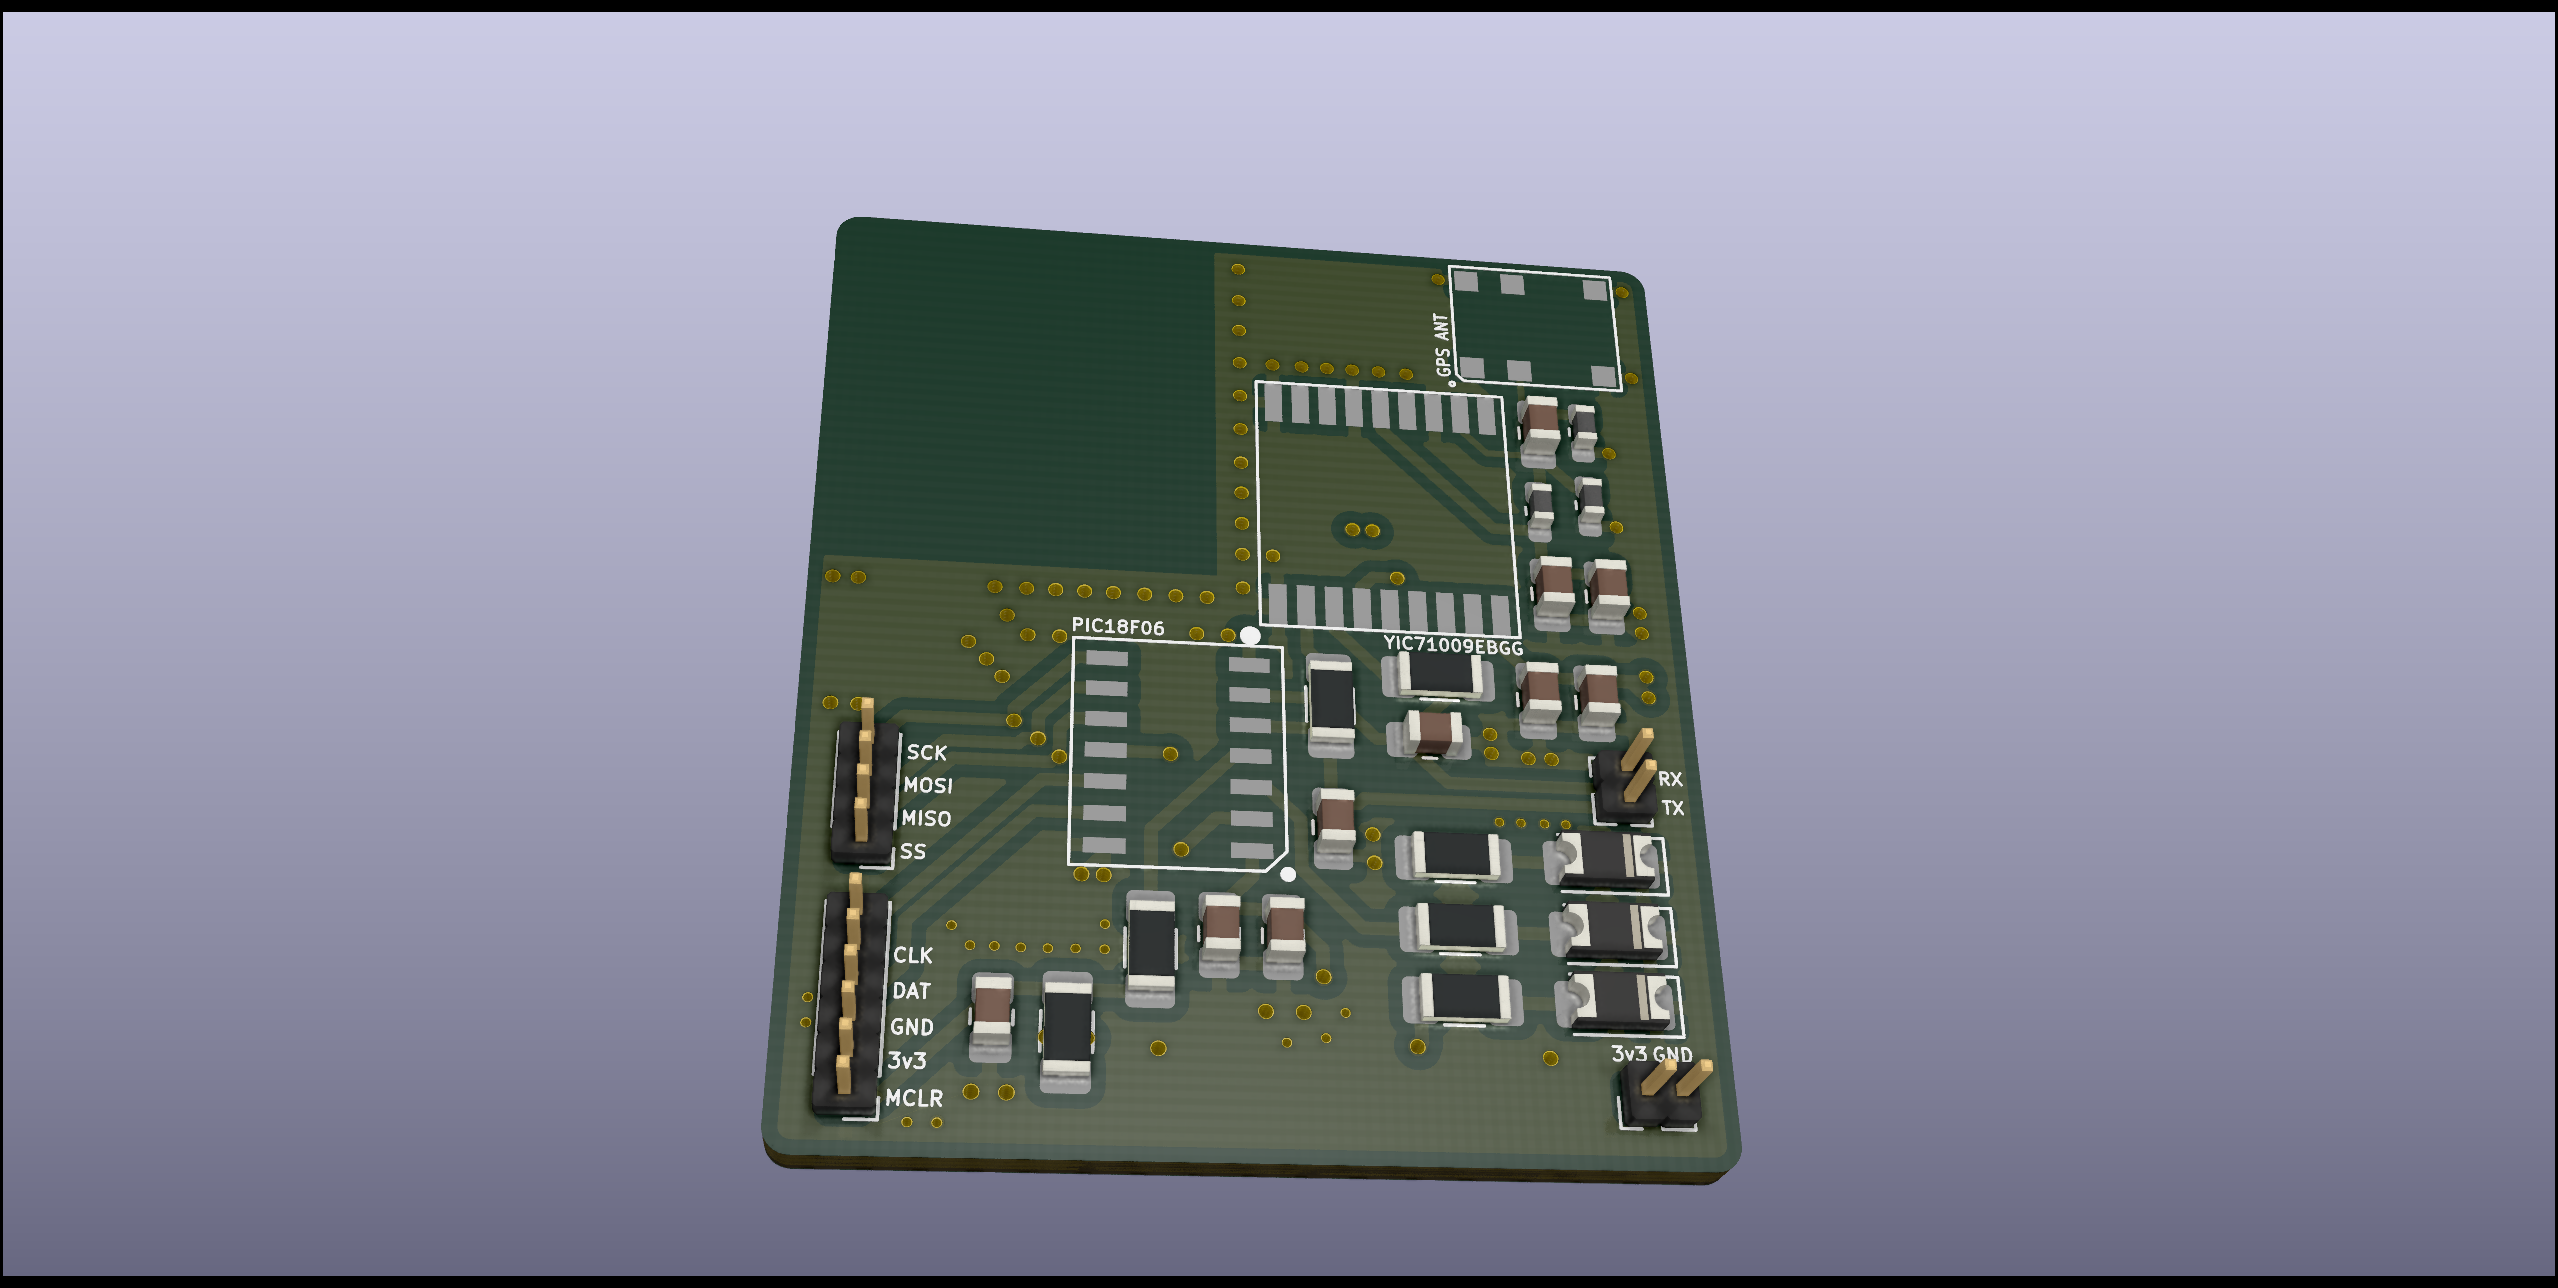 GPS ANT
PIC18F06
YIC71009EBGG
SCK
MOSI
MISO
SS
RX
TX
CLK
DAT
GND
3v3
MCLR
3v3 GND